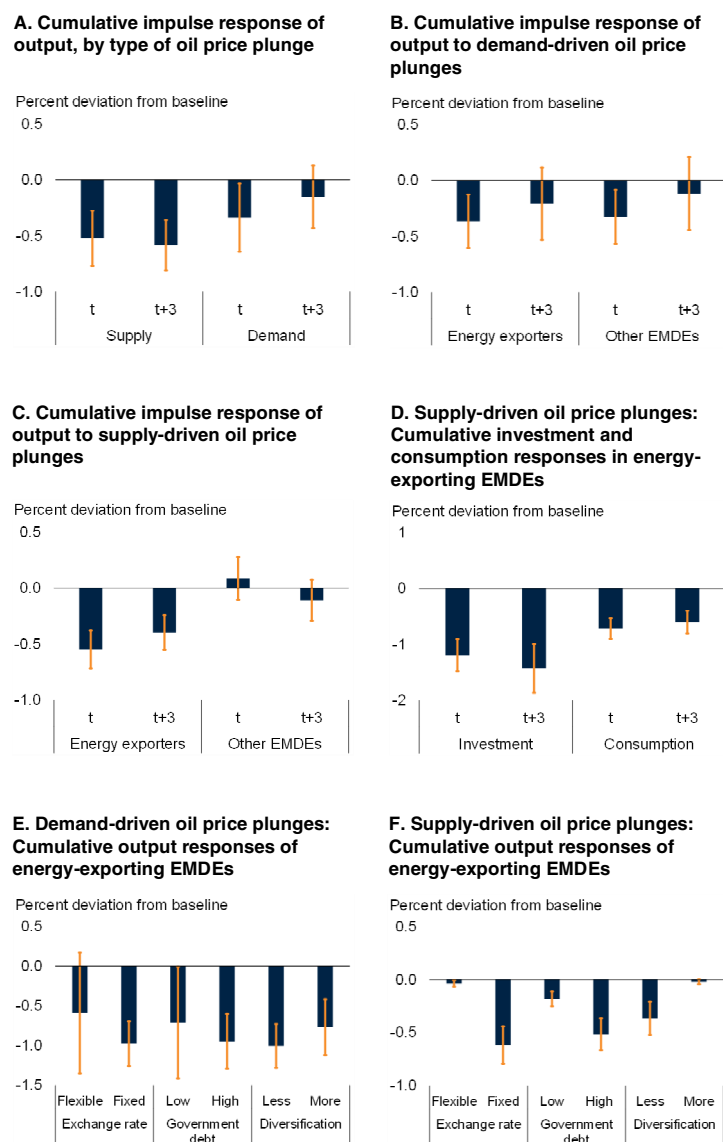 A. Cumulative impulse response of
output, by type of oil price plunge
Percent deviation from baseline
0.5
0.0
-0.5
-1.0
t t+3 t t+3
Supply Demand
B. Cumulative impulse response of
output to demand-driven oil price
plunges
Percent deviation from baseline
0.5
0.0
-0.5
-1.0
t t+3 t t+3
Energy exporters Other EMDEs
C. Cumulative impulse response of
output to supply-driven oil price
plunges
Percent deviation from baseline
0.5
0.0
-0.5
-1.0
t t+3 t t+3
Energy exporters Other EMDEs
D. Supply-driven oil price plunges:
Cumulative investment and
consumption responses in energy-
exporting EMDEs
Percent deviation from baseline
1
0
-1
-2
t t+3 t t+3
Investment Consumption
E. Demand-driven oil price plunges:
Cumulative output responses of
energy-exporting EMDEs
Percent deviation from baseline
0.5
0.0
-0.5
-1.0
-1.5
Flexible Fixed Low High Less More
Exchange rate Government Diversification
debt
F. Supply-driven oil price plunges:
Cumulative output responses of
energy-exporting EMDEs
Percent deviation from baseline
0.5
0.0
-0.5
-1.0
Flexible Fixed Low High Less More
Exchange rate Government Diversification
debt